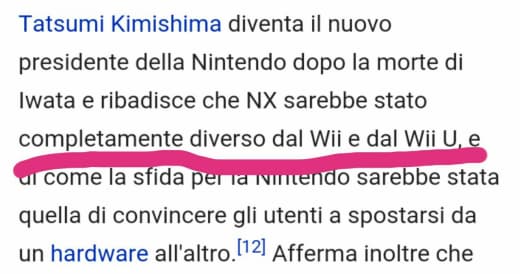 Tatsumi Kimishima diventa il nuovo
presidente della Nintendo dopo la morte di
Iwata e ribadisce che NX sarebbe stato
completamente diverso dal Wii e dal Wii U, e
di come la sfida per la Nintendo sarebbe stata
quella di convincere gli utenti a spostarsi da
un hardware all'altro.[12] Afferma inoltre che